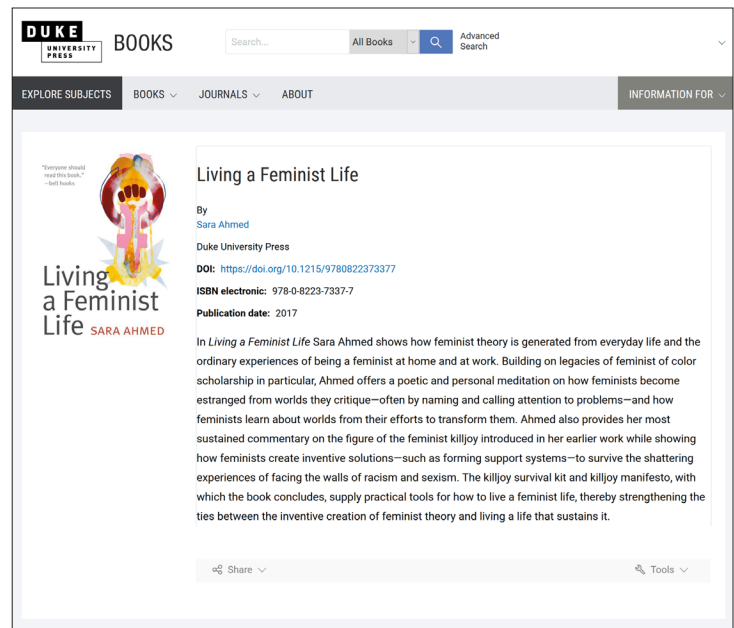 DUKE
UNIVERSITY
PRESS
BOOKS
Search...
All Books
Advanced
Search
EXPLORE SUBJECTS
BOOKS
JOURNALS
ABOUT
INFORMATION FOR
"Everyone should
read this book."
—bell hooks
Living
a Feminist
Life SARA AHMED
Living a Feminist Life
By
Sara Ahmed
Duke University Press
DOI: https://doi.org/10.1215/9780822373377
ISBN electronic: 978-0-8223-7337-7
Publication date: 2017
In Living a Feminist Life Sara Ahmed shows how feminist theory is generated from everyday life and the
ordinary experiences of being a feminist at home and at work. Building on legacies of feminist of color
scholarship in particular, Ahmed offers a poetic and personal meditation on how feminists become
estranged from worlds they critique—often by naming and calling attention to problems—and how
feminists learn about worlds from their efforts to transform them. Ahmed also provides her most
sustained commentary on the figure of the feminist killjoy introduced in her earlier work while showing
how feminists create inventive solutions—such as forming support systems—to survive the shattering
experiences of facing the walls of racism and sexism. The killjoy survival kit and killjoy manifesto, with
which the book concludes, supply practical tools for how to live a feminist life, thereby strengthening the
ties between the inventive creation of feminist theory and living a life that sustains it.
Share
Tools